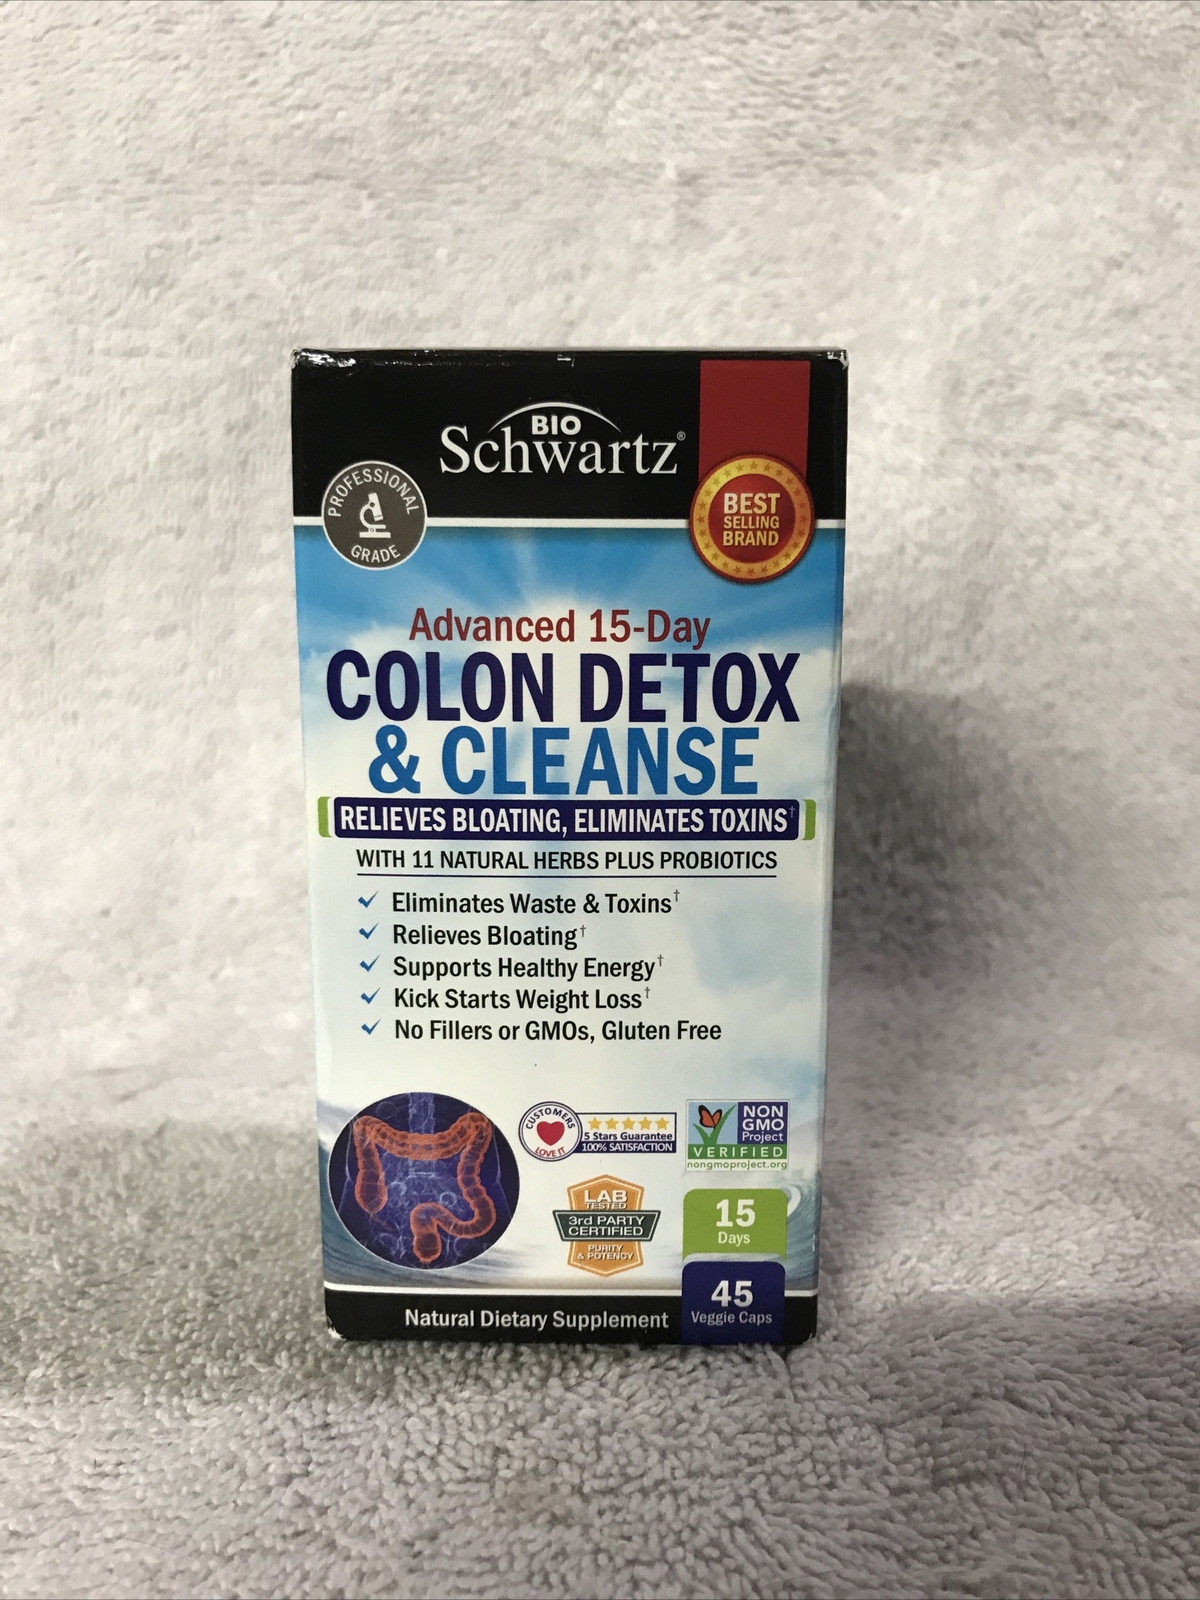 BIO
Schwartz®
PROFESSIONAL
GRADE
BEST
SELLING
BRAND
Advanced 15-Day
COLON DETOX
& CLEANSE
RELIEVES BLOATING, ELIMINATES TOXINS†
WITH 11 NATURAL HERBS PLUS PROBIOTICS
Eliminates Waste & Toxins†
Relieves Bloating†
Supports Healthy Energy†
Kick Starts Weight Loss†
No Fillers or GMOs, Gluten Free
CUSTOMERS
LOVE IT
5 Stars Guarantee
100% SATISFACTION
NON
GMO
Project
VERIFIED
nongmoproject.org
LAB
TESTED
3rd PARTY
CERTIFIED
PURITY
& POTENCY
15
Days
45
Veggie Caps
Natural Dietary Supplement